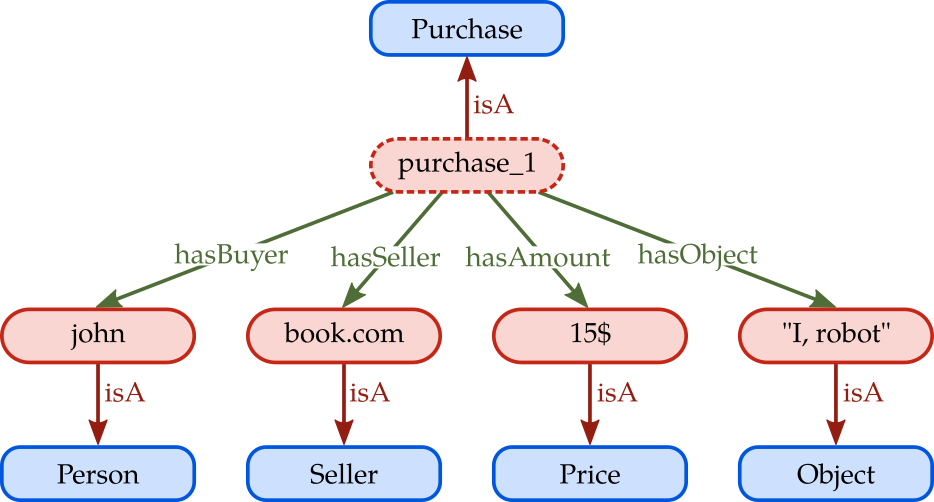 Purchase
isA
purchase_1
hasBuyer
hasSeller
hasAmount
hasObject
john
book.com
15$
"I, robot"
isA
isA
isA
isA
Person
Seller
Price
Object